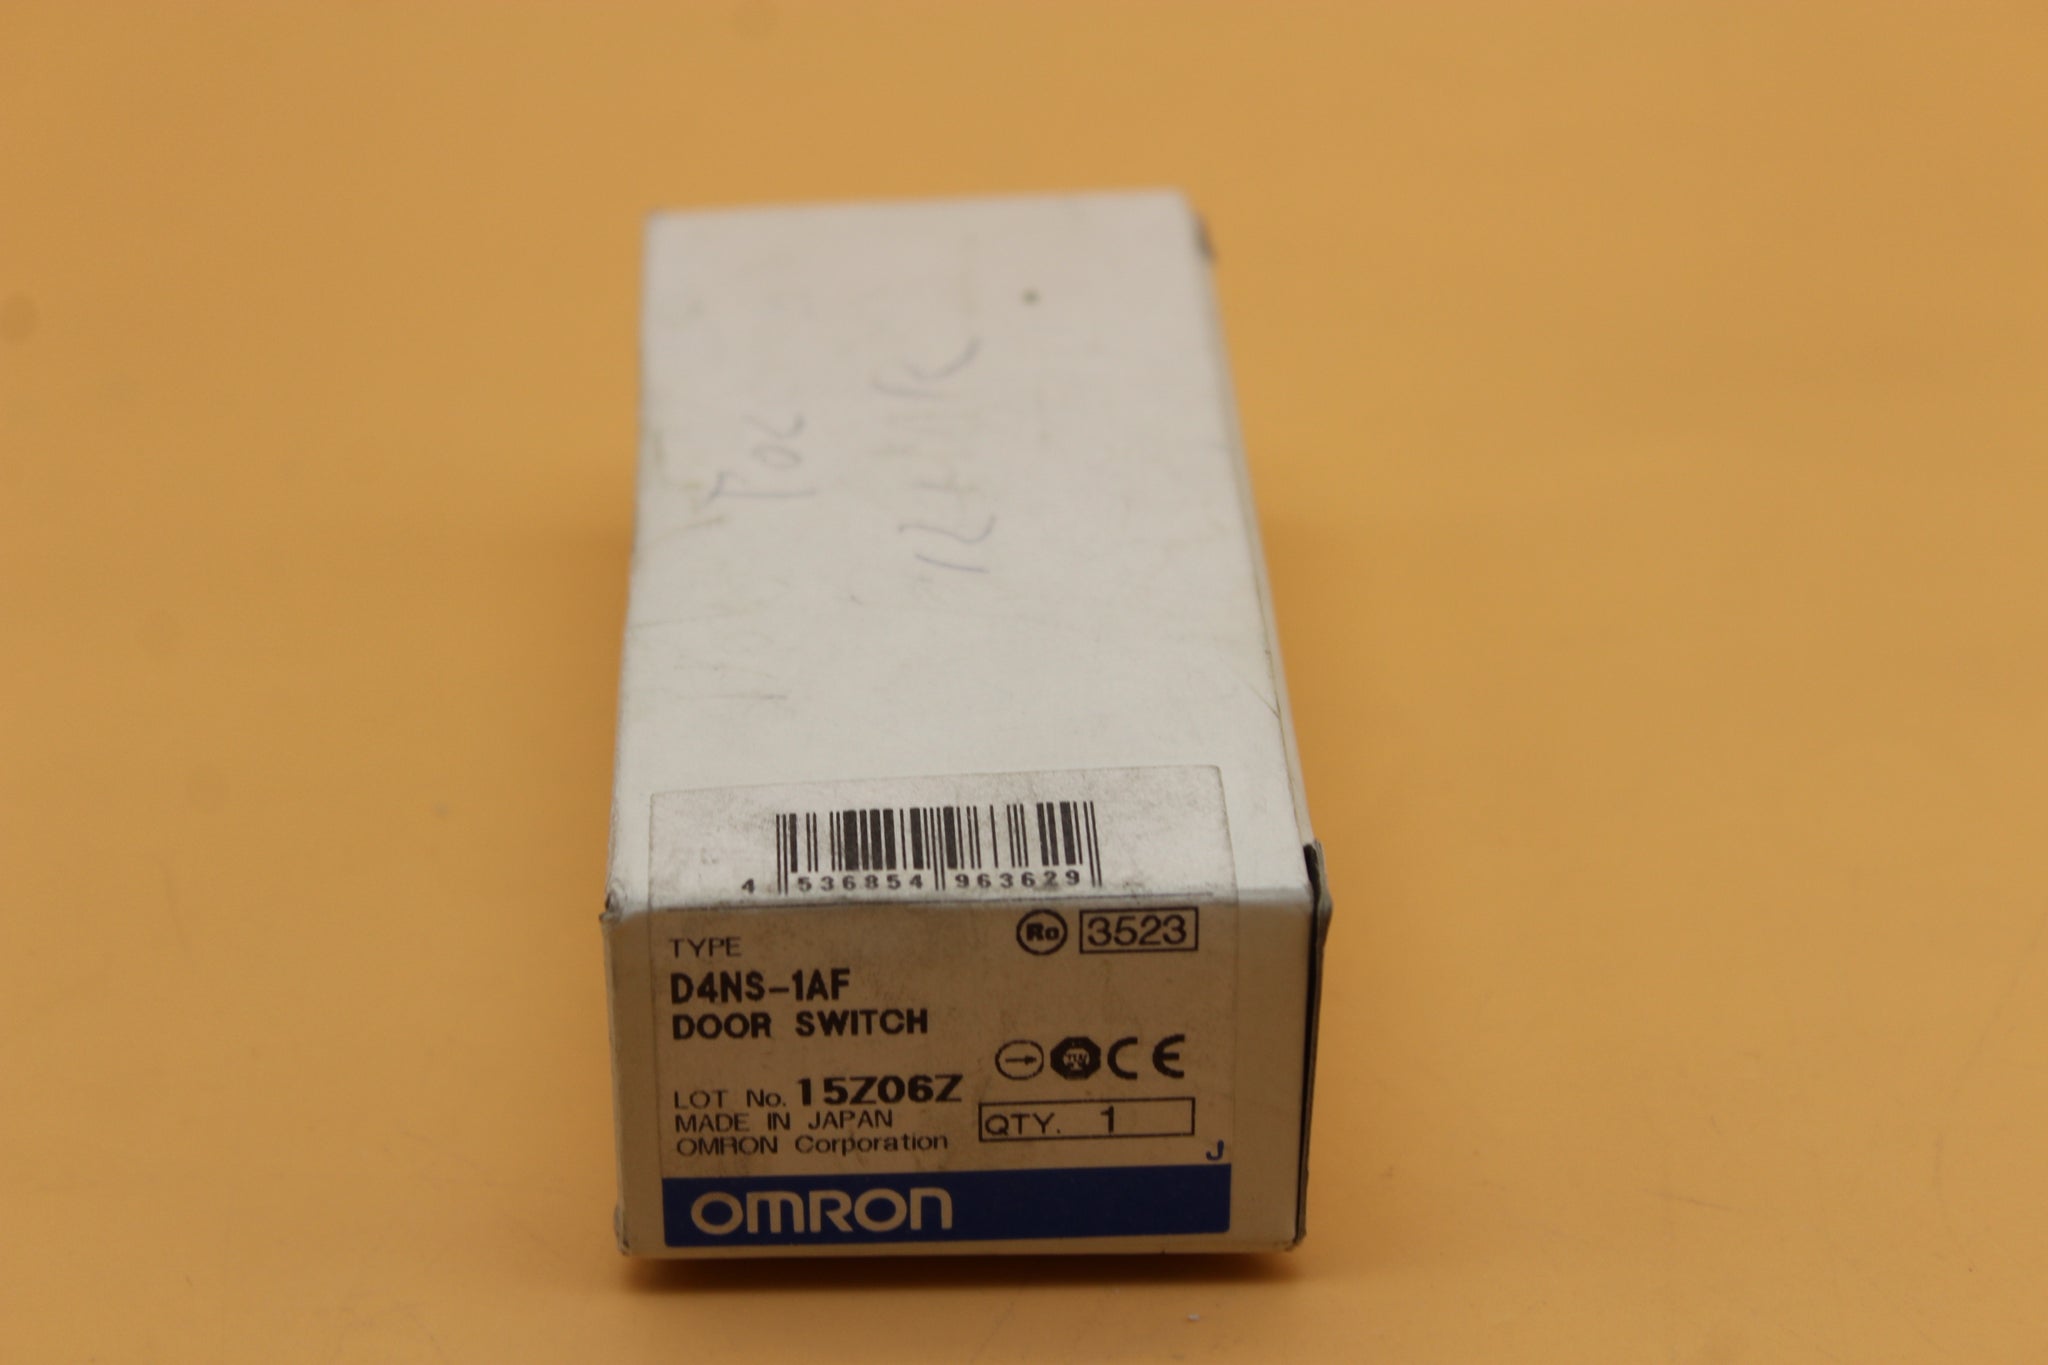 4 536854 963629
Ro 3523
TYPE
D4NS-1AF
DOOR SWITCH
CE
LOT No. 15Z06Z
MADE IN JAPAN
QTY. 1
OMRON Corporation
J
OMRON